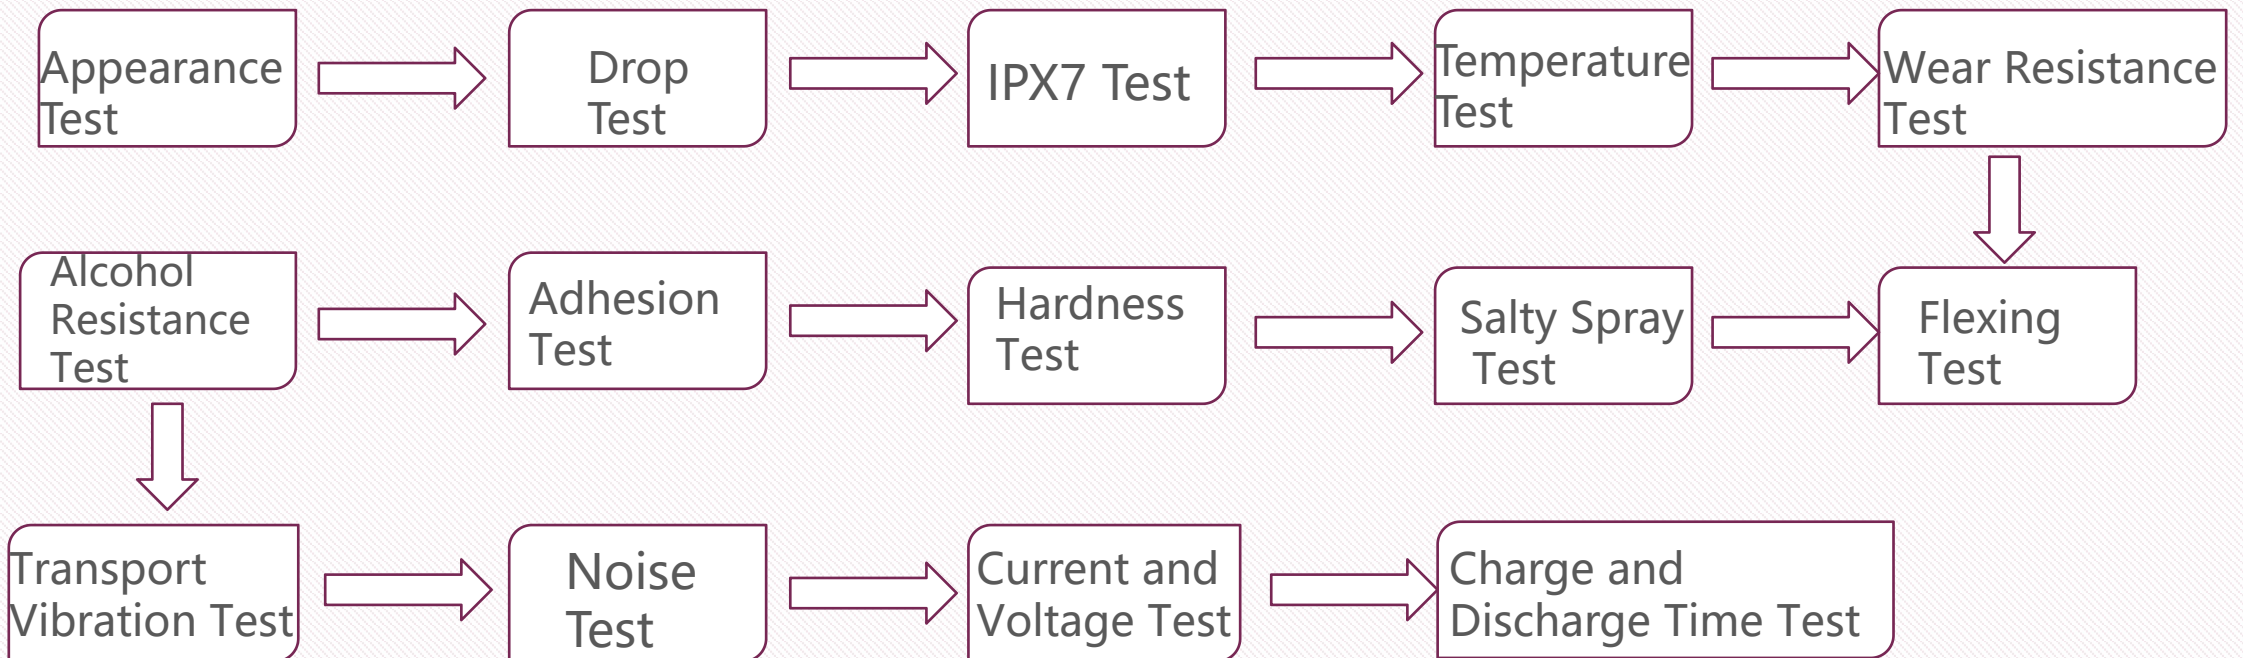 Appearance
Test
Drop
Test
IPX7 Test
Temperature
Test
Wear Resistance
Test
Alcohol
Resistance
Test
Adhesion
Test
Hardness
Test
Salty Spray
Test
Flexing
Test
Transport
Vibration Test
Noise
Test
Current and
Voltage Test
Charge and
Discharge Time Test